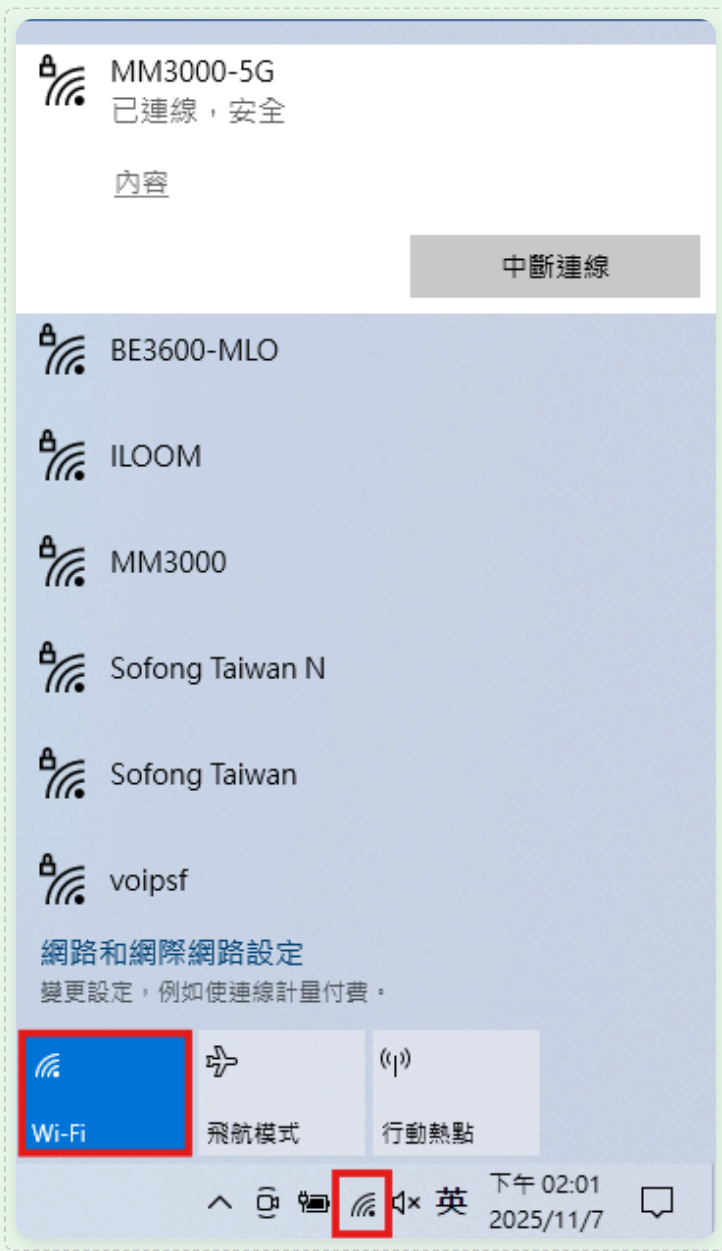 MM3000-5G
已連線，安全
內容
中斷連線
BE3600-MLO
ILOOM
MM3000
Sofong Taiwan N
Sofong Taiwan
voipsf
網路和網際網路設定
變更設定，例如使連線計量付費。
Wi-Fi 飛航模式 行動熱點
英 下午 02:01
2025/11/7